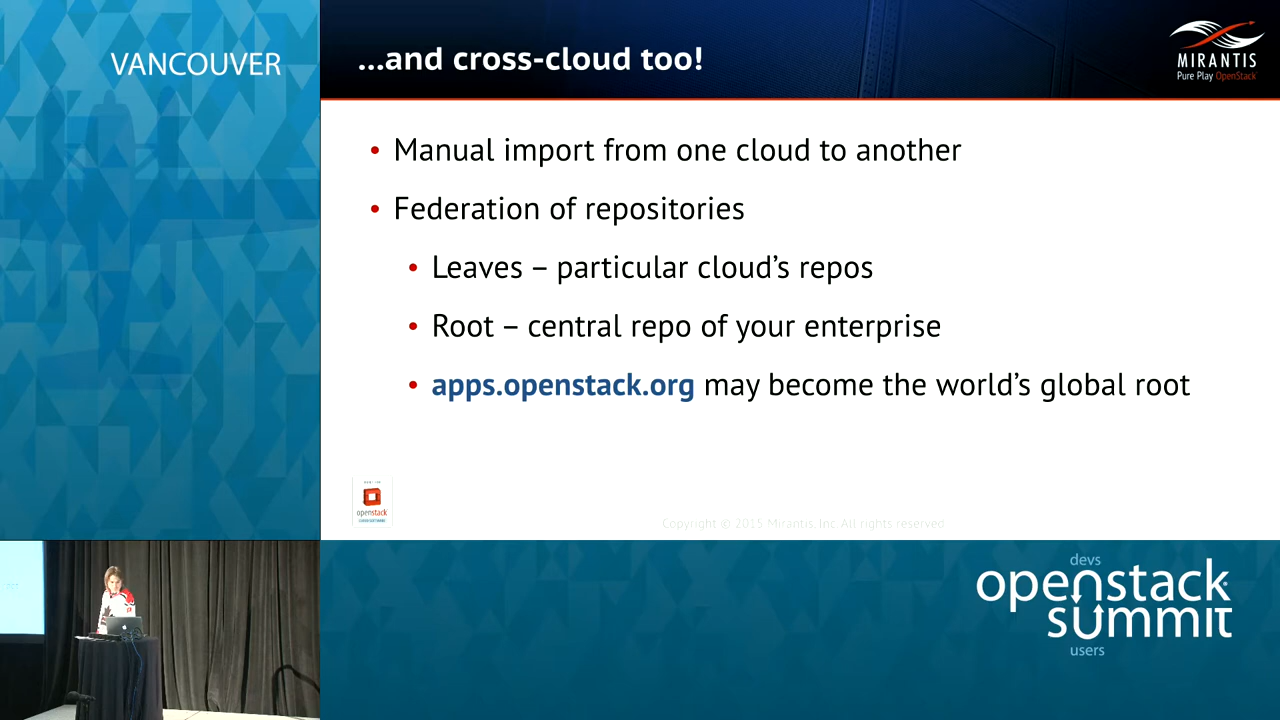 VANCOUVER
...and cross-cloud too!
MIRANTIS
Pure Play OpenStack
• Manual import from one cloud to another
• Federation of repositories
• Leaves – particular cloud’s repos
• Root – central repo of your enterprise
• apps.openstack.org may become the world’s global root
openstack
Copyright © 2015 Mirantis, Inc. All rights reserved
devs
openstack
summit
users